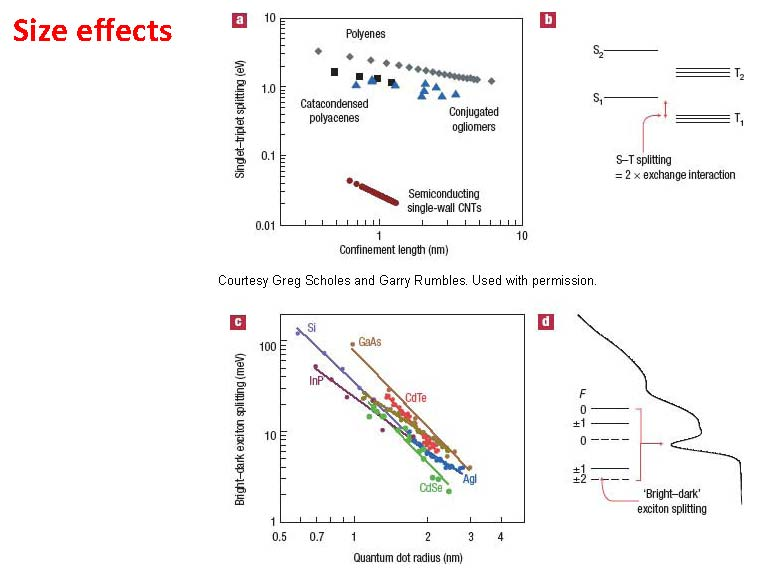 Size effects
a
10
1.0
0.1
0.01
Singlet–triplet splitting (eV)
Polyenes
Catacondensed
polyacenes
Conjugated
ogliomers
Semiconducting
single-wall CNTs
1
10
Confinement length (nm)
b
S2
S1
T2
T1
S–T splitting
= 2 × exchange interaction
Courtesy Greg Scholes and Garry Rumbles. Used with permission.
c
100
10
1
Bright–dark exciton splitting (meV)
Si
GaAs
InP
CdTe
AgI
CdSe
0.5 0.7 1 2 3 4
Quantum dot radius (nm)
d
F
0
±1
0
±1
±2
‘Bright–dark’
exciton splitting